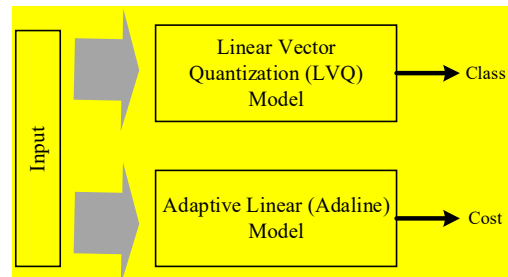 Input
Linear Vector
Quantization (LVQ)
Model
Class
Adaptive Linear (Adaline)
Model
Cost